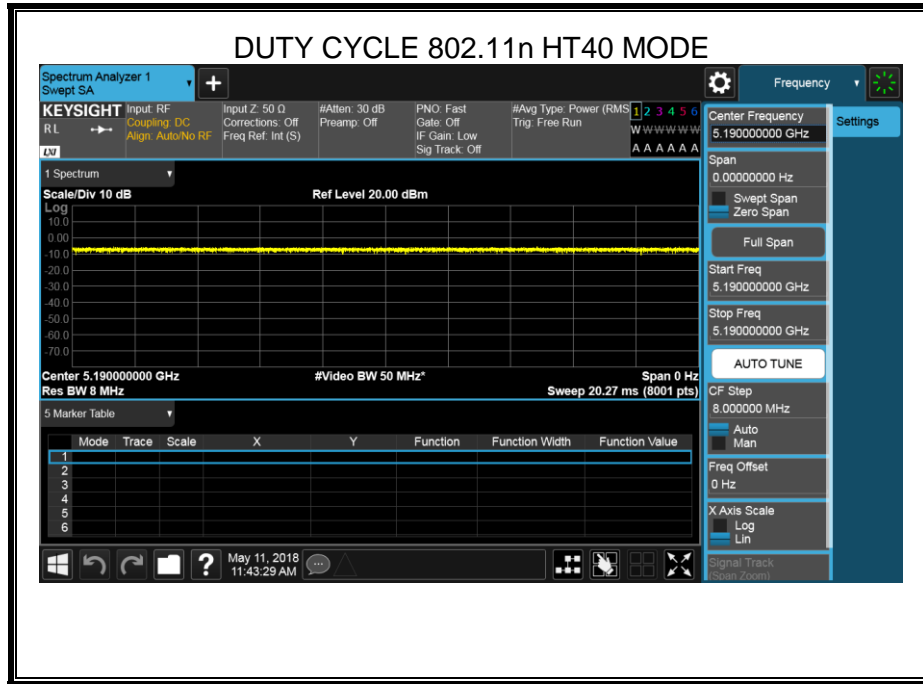 DUTY CYCLE 802.11n HT40 MODE
Spectrum Analyzer 1
Swept SA
+
Frequency
KEYSIGHT
RL
LXI
Input: RF
Coupling: DC
Align: Auto/No RF
Input Z: 50 Ω
Corrections: Off
Freq Ref: Int (S)
#Atten: 30 dB
Preamp: Off
PNO: Fast
Gate: Off
IF Gain: Low
Sig Track: Off
#Avg Type: Power (RMS
Trig: Free Run
1 2 3 4 5 6
W W W W W W
A A A A A A
1 Spectrum
Scale/Div 10 dB
Ref Level 20.00 dBm
Log
10.0
0.00
-10.0
-20.0
-30.0
-40.0
-50.0
-60.0
-70.0
Center 5.190000000 GHz
#Video BW 50 MHz*
Span 0 Hz
Res BW 8 MHz
Sweep 20.27 ms (8001 pts)
5 Marker Table
Mode Trace Scale X Y Function Function Width Function Value
1
2
3
4
5
6
?
May 11, 2018
11:43:29 AM
Center Frequency
5.190000000 GHz
Span
0.00000000 Hz
Swept Span
Zero Span
Full Span
Start Freq
5.190000000 GHz
Stop Freq
5.190000000 GHz
AUTO TUNE
CF Step
8.000000 MHz
Auto
Man
Freq Offset
0 Hz
X Axis Scale
Log
Lin
Signal Track
(Span Zoom)
Settings